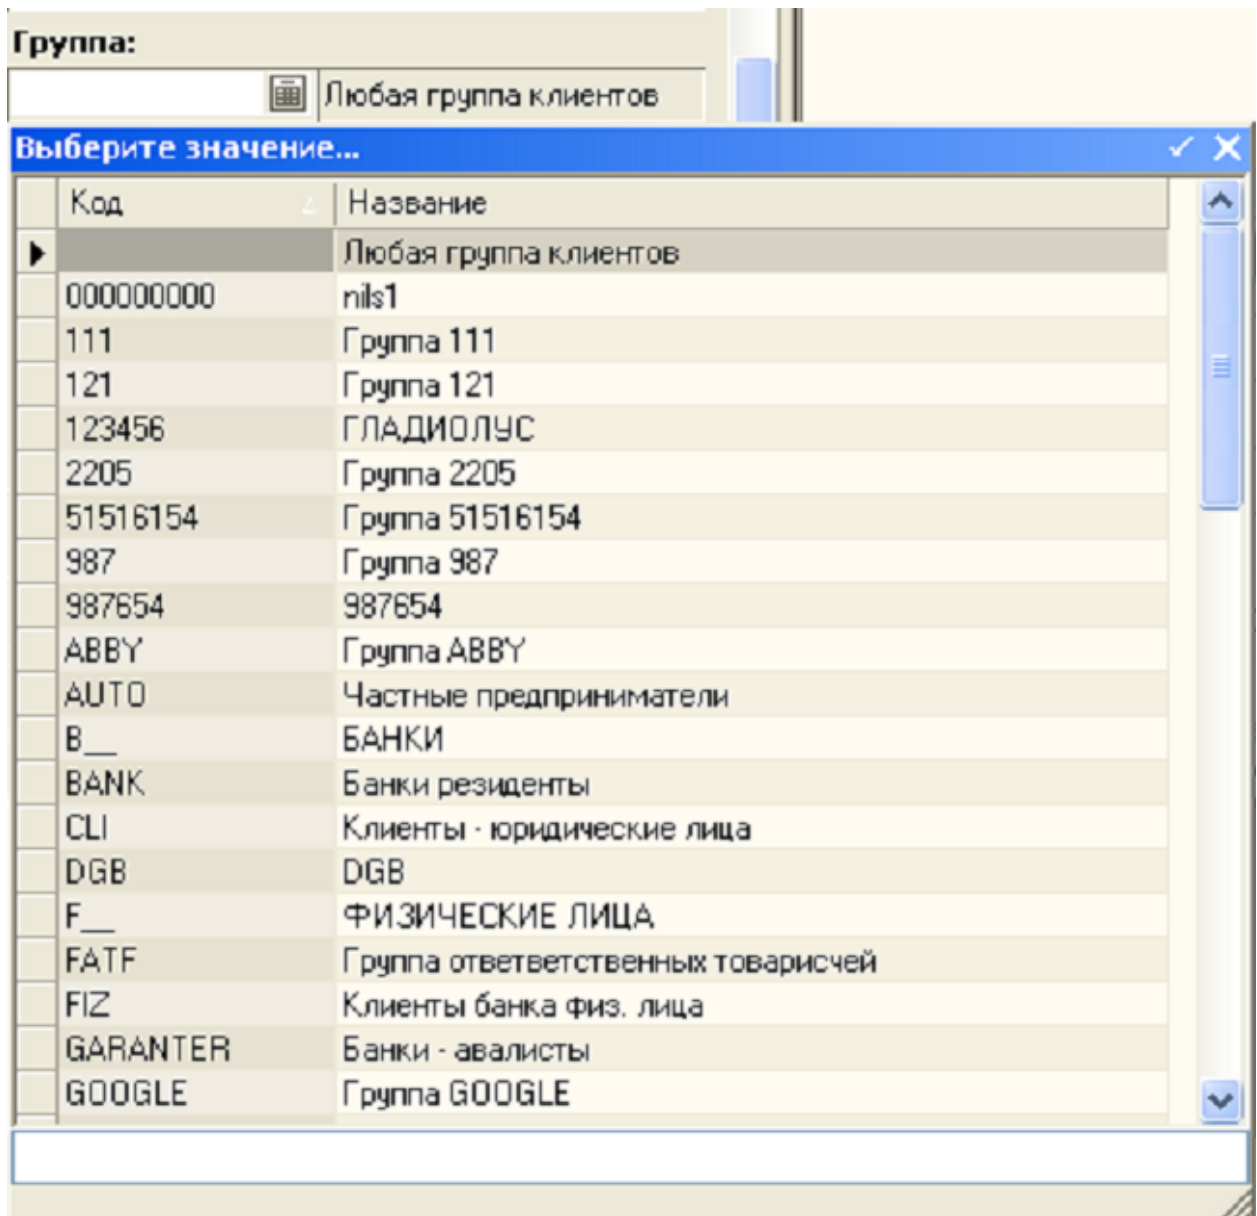 Группа:
Любая группа клиентов
Выберите значение...
Код Название
Любая группа клиентов
000000000 nils1
111 Группа 111
121 Группа 121
123456 ГЛАДИОЛУС
2205 Группа 2205
51516154 Группа 51516154
987 Группа 987
987654 987654
ABBY Группа ABBY
AUTO Частные предприниматели
B__ БАНКИ
BANK Банки резиденты
CLI Клиенты - юридические лица
DGB DGB
F__ ФИЗИЧЕСКИЕ ЛИЦА
FATF Группа ответветственных товарисчей
FIZ Клиенты банка физ. лица
GARANTER Банки - авалисты
GOOGLE Группа GOOGLE